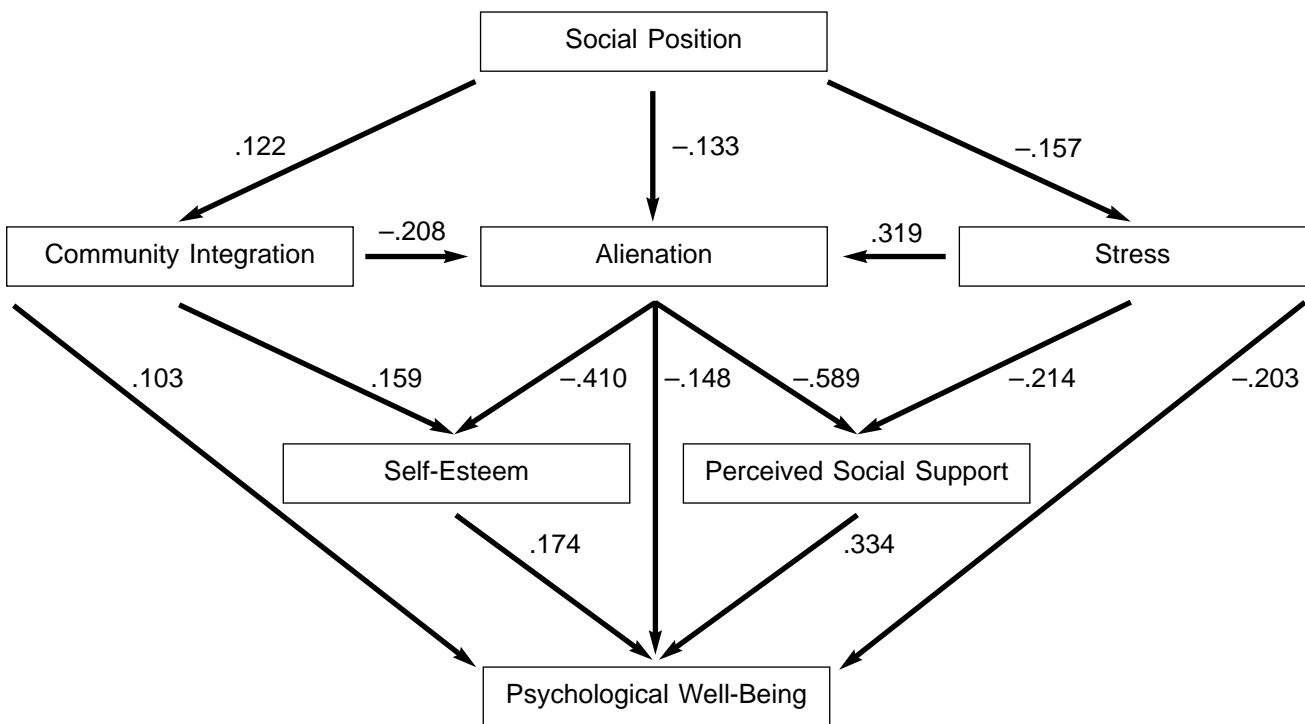 Social Position
.122
–.133
–.157
–.208
.319
Community Integration
Alienation
Stress
.103
.159
–.410
–.148
–.589
–.214
–.203
Self-Esteem
Perceived Social Support
.174
.334
Psychological Well-Being